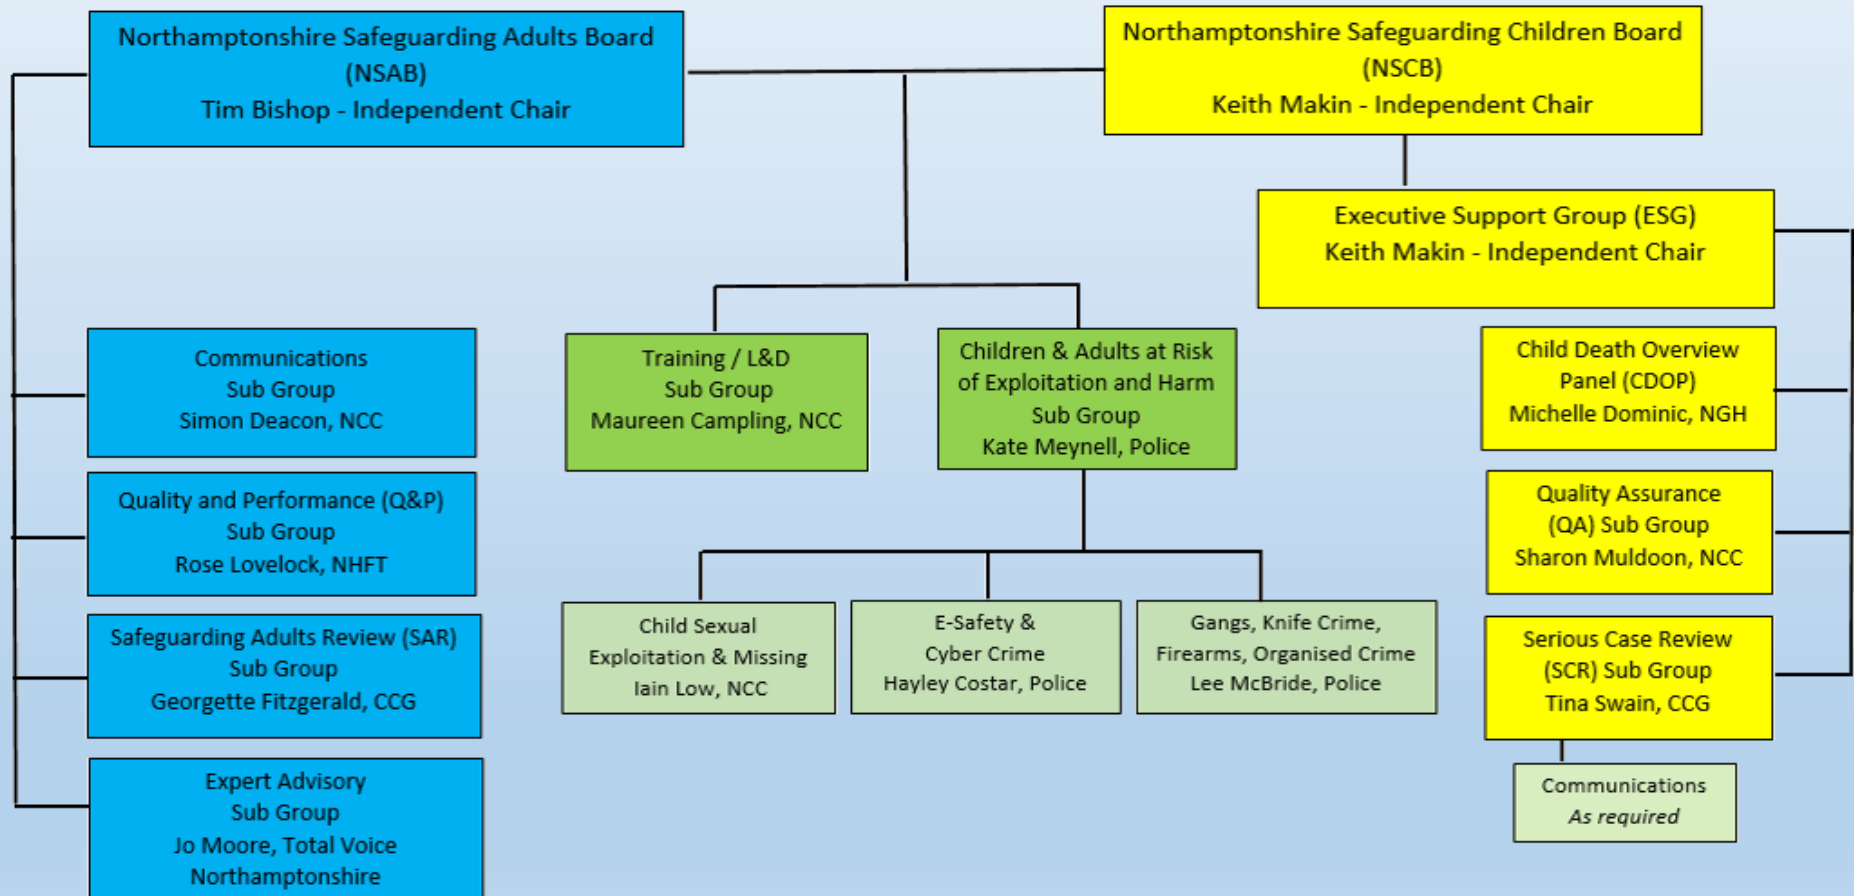 Northamptonshire Safeguarding Adults Board
(NSAB)
Tim Bishop - Independent Chair
Northamptonshire Safeguarding Children Board
(NSCB)
Keith Makin - Independent Chair
Executive Support Group (ESG)
Keith Makin - Independent Chair
Communications
Sub Group
Simon Deacon, NCC
Quality and Performance (Q&P)
Sub Group
Rose Lovelock, NHFT
Safeguarding Adults Review (SAR)
Sub Group
Georgette Fitzgerald, CCG
Expert Advisory
Sub Group
Jo Moore, Total Voice
Northamptonshire
Training / L&D
Sub Group
Maureen Campling, NCC
Children & Adults at Risk
of Exploitation and Harm
Sub Group
Kate Meynell, Police
Child Sexual
Exploitation & Missing
Iain Low, NCC
E-Safety &
Cyber Crime
Hayley Costar, Police
Gangs, Knife Crime,
Firearms, Organised Crime
Lee McBride, Police
Child Death Overview
Panel (CDOP)
Michelle Dominic, NGH
Quality Assurance
(QA) Sub Group
Sharon Muldoon, NCC
Serious Case Review
(SCR) Sub Group
Tina Swain, CCG
Communications
As required